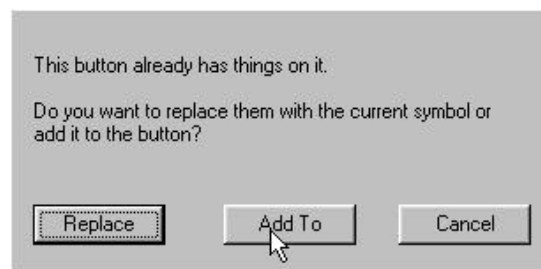 This button already has things on it.
Do you want to replace them with the current symbol or
add it to the button?
Replace Add To Cancel